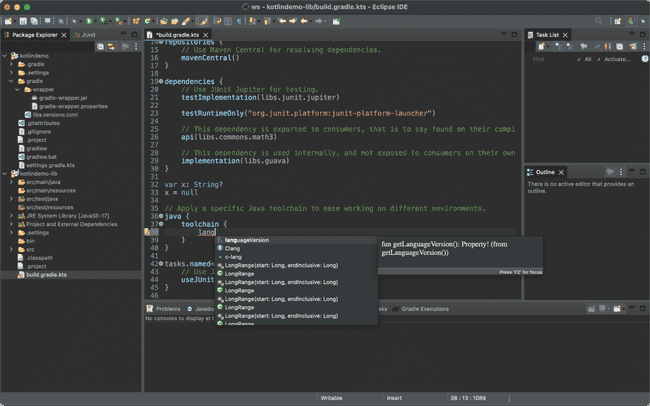 ws - kotlindemo-lib/build.gradle.kts - Eclipse IDE
Package Explorer
JUnit
kotlindemo
.gradle
.settings
gradle
wrapper
gradle-wrapper.jar
gradle-wrapper.properties
libs.versions.toml
.gitattributes
.gitignore
.project
gradlew
gradlew.bat
settings.gradle.kts
kotlindemo-lib
src/main/java
src/main/resources
src/test/java
src/test/resources
JRE System Library [JavaSE-17]
Project and External Dependencies
.settings
bin
src
.classpath
.project
build.gradle.kts
*build.gradle.kts
14 repositories {
15 // Use Maven Central for resolving dependencies.
16 mavenCentral()
17 }
18
19 dependencies {
20 // Use JUnit Jupiter for testing.
21 testImplementation(libs.junit.jupiter)
22
23 testRuntimeOnly("org.junit.platform:junit-platform-launcher")
24
25 // This dependency is exported to consumers, that is to say found on their compi
26 api(libs.commons.math3)
27
28 // This dependency is used internally, and not exposed to consumers on their own
29 implementation(libs.guava)
30 }
31
32 var x: String?
33 x = null
34
35 // Apply a specific Java toolchain to ease working on different environments.
36 java {
37 toolchain {
38 lang
39 }
40 }
41
42 tasks.named<
43 // Use J
44 useJUnit
45 }
46
languageVersion
Clang
c-lang
LongRange(start: Long, endInclusive: Long)
LongRange
LongRange(start: Long, endInclusive: Long)
LongRange
LongRange(start: Long, endInclusive: Long)
LongRange
LongRange(start: Long, endInclusive: Long)
LongRange
fun getLanguageVersion(): Property! (from
getLanguageVersion())
Press 'F2' for focus
Task List
Find
All
Activate...
Outline
There is no active editor that provides an
outline.
Problems
Javadoc
Gradle Executions
No consoles to display at
Writable
Insert
38 : 13 : 1089